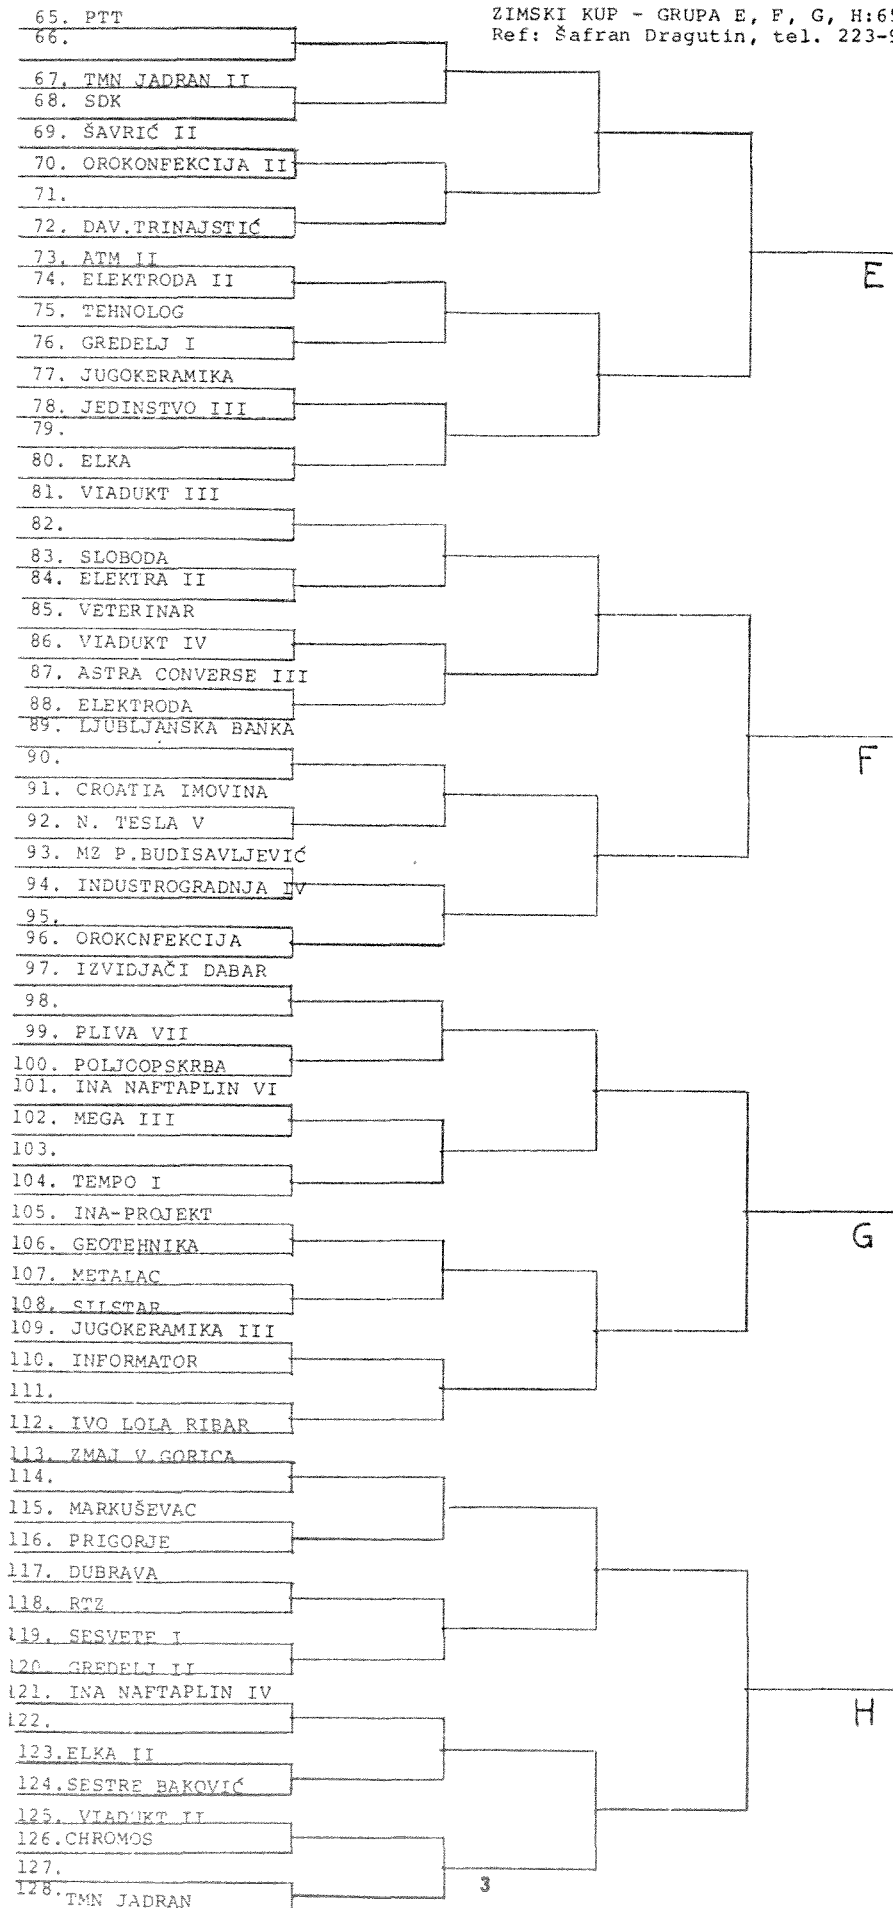 ZIMSKI KUP - GRUPA E, F, G, H:6
Ref: Šafran Dragutin, tel. 223-
65. PTT
66.
67. TMN JADRAN II
68. SDK
69. ŠAVRIĆ II
70. OROKONFEKCIJA II
71.
72. DAV.TRINAJSTIĆ
73. ATM II
74. ELEKTRODA II
75. TEHNOLOG
76. GREDELJ I
77. JUGOKERAMIKA
78. JEDINSTVO III
79.
80. ELKA
E
81. VIADUKT III
82.
83. SLOBODA
84. ELEKTRA II
85. VETERINAR
86. VIADUKT IV
87. ASTRA CONVERSE III
88. ELEKTRODA
89. LJUBLJANSKA BANKA
90.
91. CROATIA IMOVINA
92. N. TESLA V
93. MZ P.BUDISAVLJEVIĆ
94. INDUSTROGRADNJA IV
95.
96. OROKCNFEKCIJA
F
97. IZVIDJAČI DABAR
98.
99. PLIVA VII
100. POLJCOPSKRBA
101. INA NAFTAPLIN VI
102. MEGA III
103.
104. TEMPO I
105. INA-PROJEKT
106. GEOTEHNIKA
107. METALAC
108. SILSTAR
109. JUGOKERAMIKA III
110. INFORMATOR
111.
112. IVO LOLA RIBAR
G
113. ZMAJ V.GORICA
114.
115. MARKUŠEVAC
116. PRIGORJE
117. DUBRAVA
118. RTZ
119. SESVETE I
120. GREDELJ II
121. INA NAFTAPLIN IV
122.
123.ELKA II
124.SESTRE BAKOVIĆ
125. VIADUKT II
126.CHROMOS
127.
128.TMN JADRAN
H
3